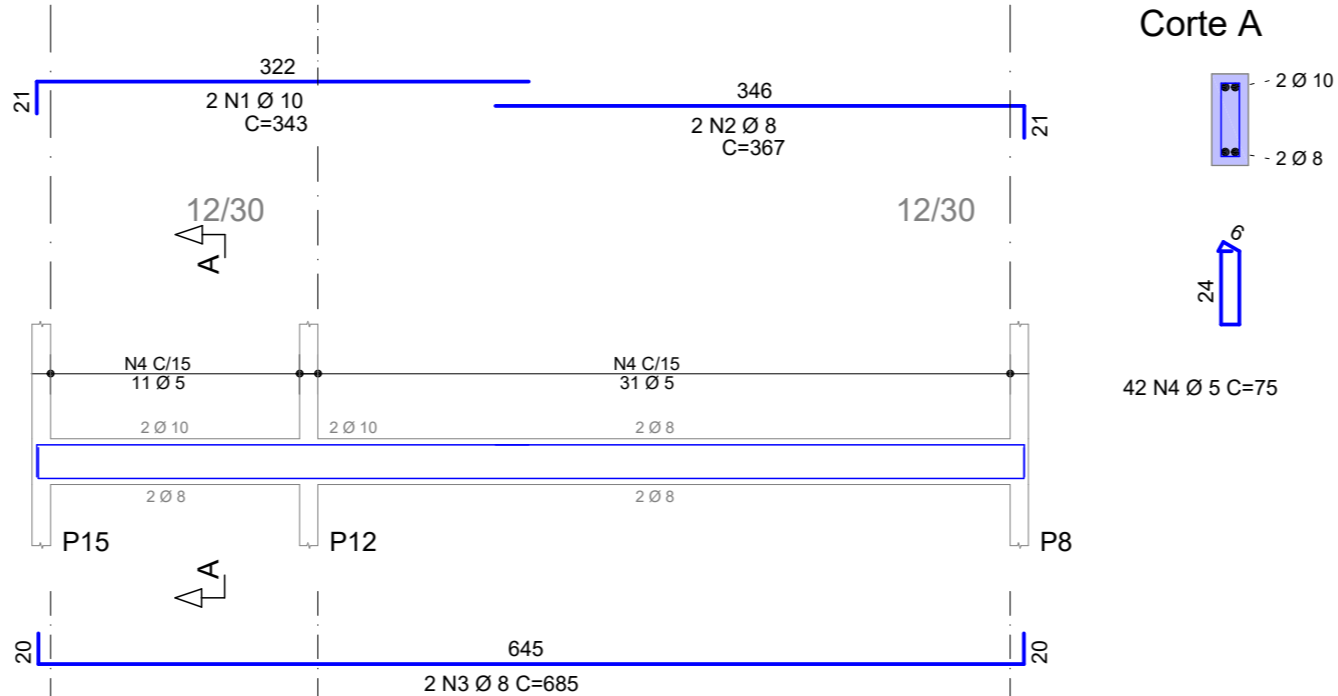 Corte A
322
21
2 N1 Ø 10
C=343
346
2 N2 Ø 8
C=367
21
2 Ø 10
2 Ø 8
12/30
12/30
A
6
24
N4 C/15
11 Ø 5
N4 C/15
31 Ø 5
42 N4 Ø 5 C=75
2 Ø 10
2 Ø 10
2 Ø 8
2 Ø 8
2 Ø 8
P15
P12
P8
A
20
645
20
2 N3 Ø 8 C=685